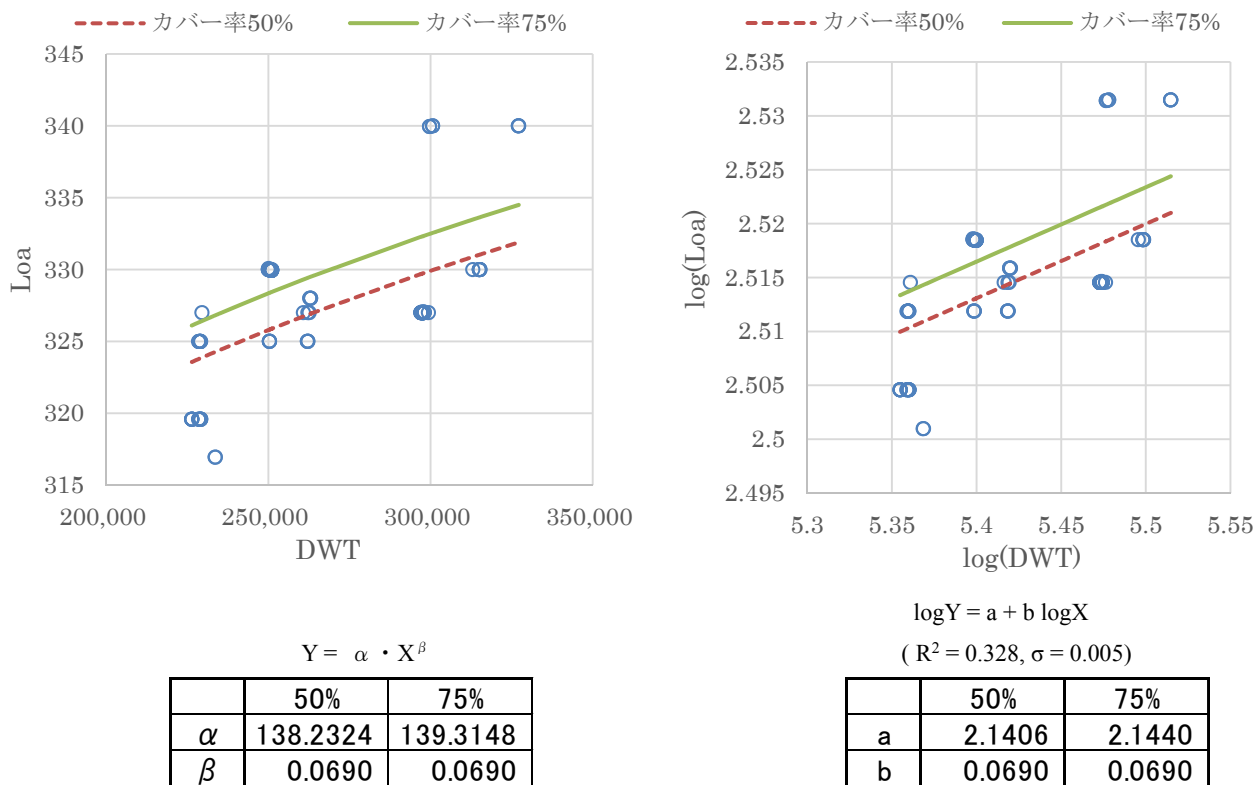 カバー率50% カバー率75%
345
340
335
330
325
320
315
Loa
200,000 250,000 300,000 350,000
DWT
カバー率50% カバー率75%
2.535
2.53
2.525
2.52
2.515
2.51
2.505
2.5
2.495
log(Loa)
5.3 5.35 5.4 5.45 5.5 5.55
log(DWT)
Y = α・X^β
50% 75%
α 138.2324 139.3148
β 0.0690 0.0690
logY = a + b logX
( R² = 0.328, σ = 0.005)
50% 75%
a 2.1406 2.1440
b 0.0690 0.0690